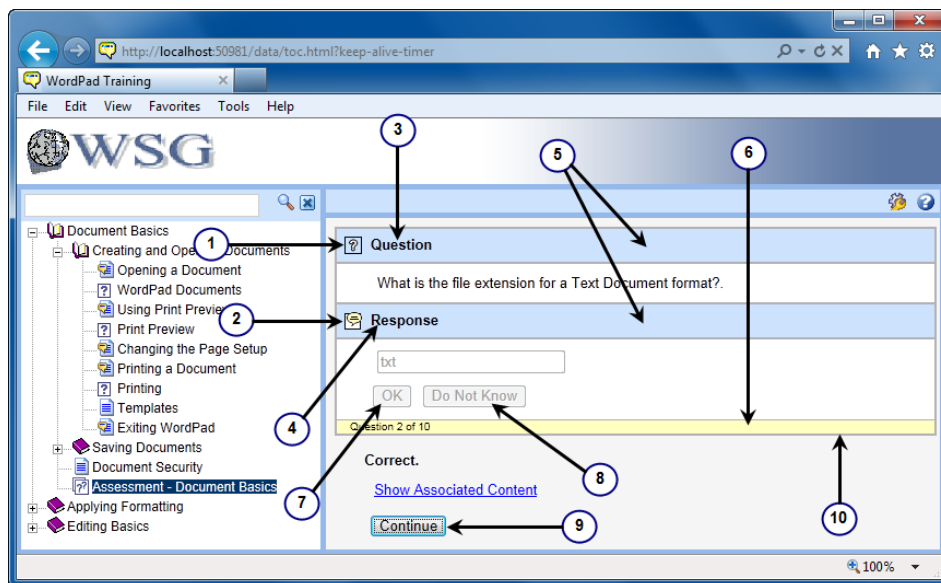 http://localhost:50981/data/toc.html?keep-alive-timer
WordPad Training
File Edit View Favorites Tools Help
WSG
3
5
6
Document Basics
1
Creating and Ope Documents
Question
Opening a Document
WordPad Documents
What is the file extension for a Text Document format?.
Using Print Previe
2
Response
Print Preview
Changing the Page Setup
Printing a Document
txt
Printing
OK Do Not Know
Templates
Exiting WordPad
4
Question 2 of 10
Saving Documents
Correct.
Document Security
8
Assessment - Document Basics
Show Associated Content
7
Applying Formatting
10
Editing Basics
Continue
9
100%